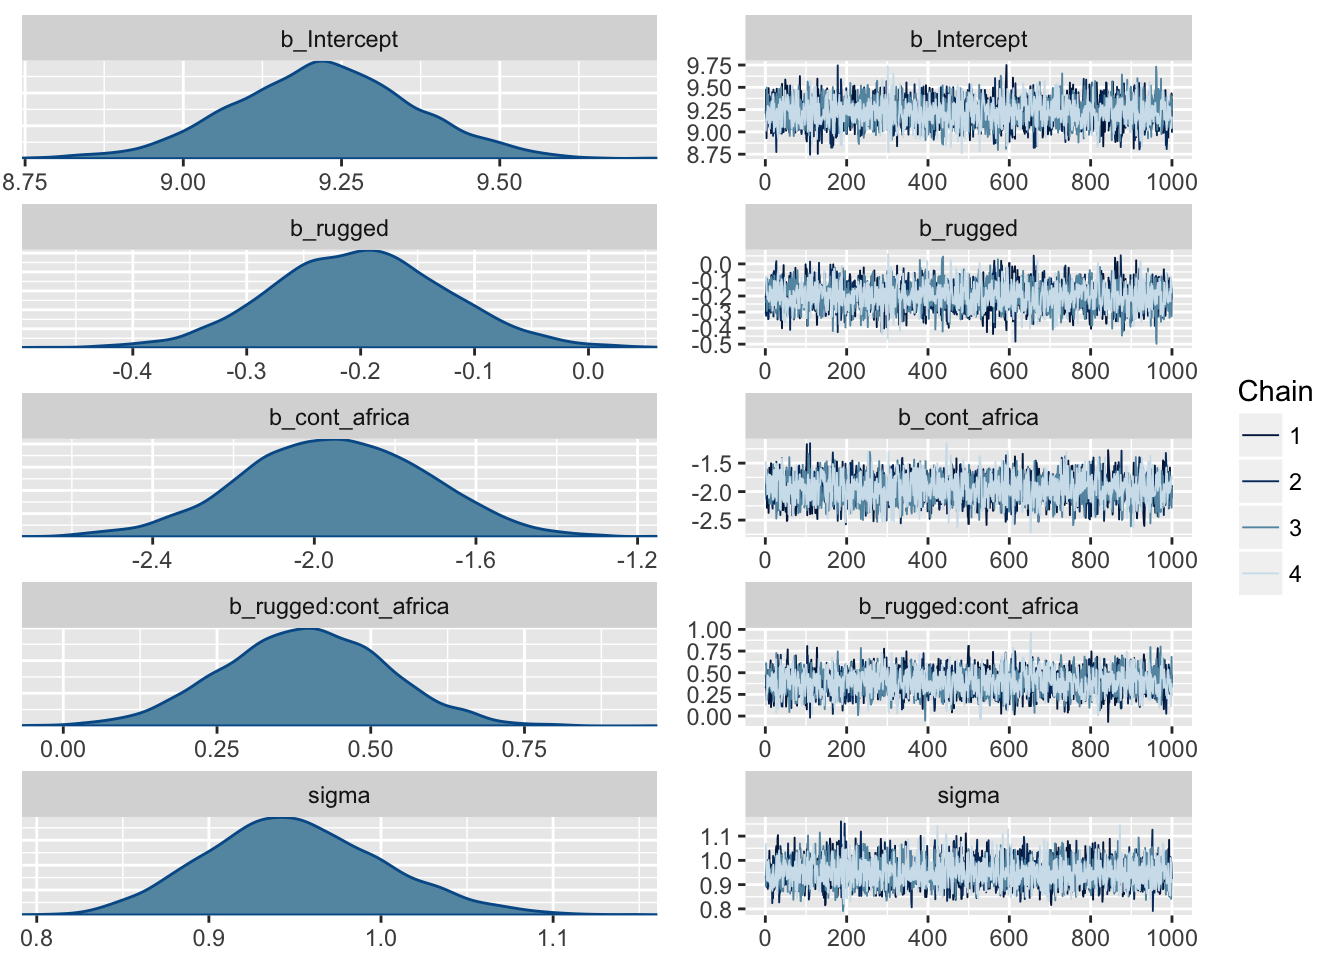 b_Intercept
8.75 9.00 9.25 9.50
b_Intercept
9.75
9.50
9.25
9.00
8.75
0 200 400 600 800 1000
b_rugged
-0.4 -0.3 -0.2 -0.1 0.0
b_rugged
0.0
-0.1
-0.2
-0.3
-0.4
-0.5
0 200 400 600 800 1000
b_cont_africa
-2.4 -2.0 -1.6 -1.2
b_cont_africa
-1.5
-2.0
-2.5
0 200 400 600 800 1000
b_rugged:cont_africa
0.00 0.25 0.50 0.75
b_rugged:cont_africa
1.00
0.75
0.50
0.25
0.00
0 200 400 600 800 1000
sigma
0.8 0.9 1.0 1.1
sigma
1.1
1.0
0.9
0.8
0 200 400 600 800 1000
Chain
1
2
3
4